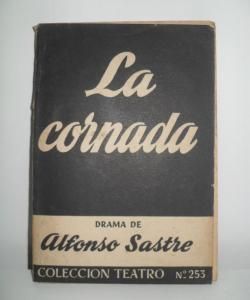 La
cornada
DRAMA DE
Alfonso Sastre
COLECCION TEATRO Nº 253